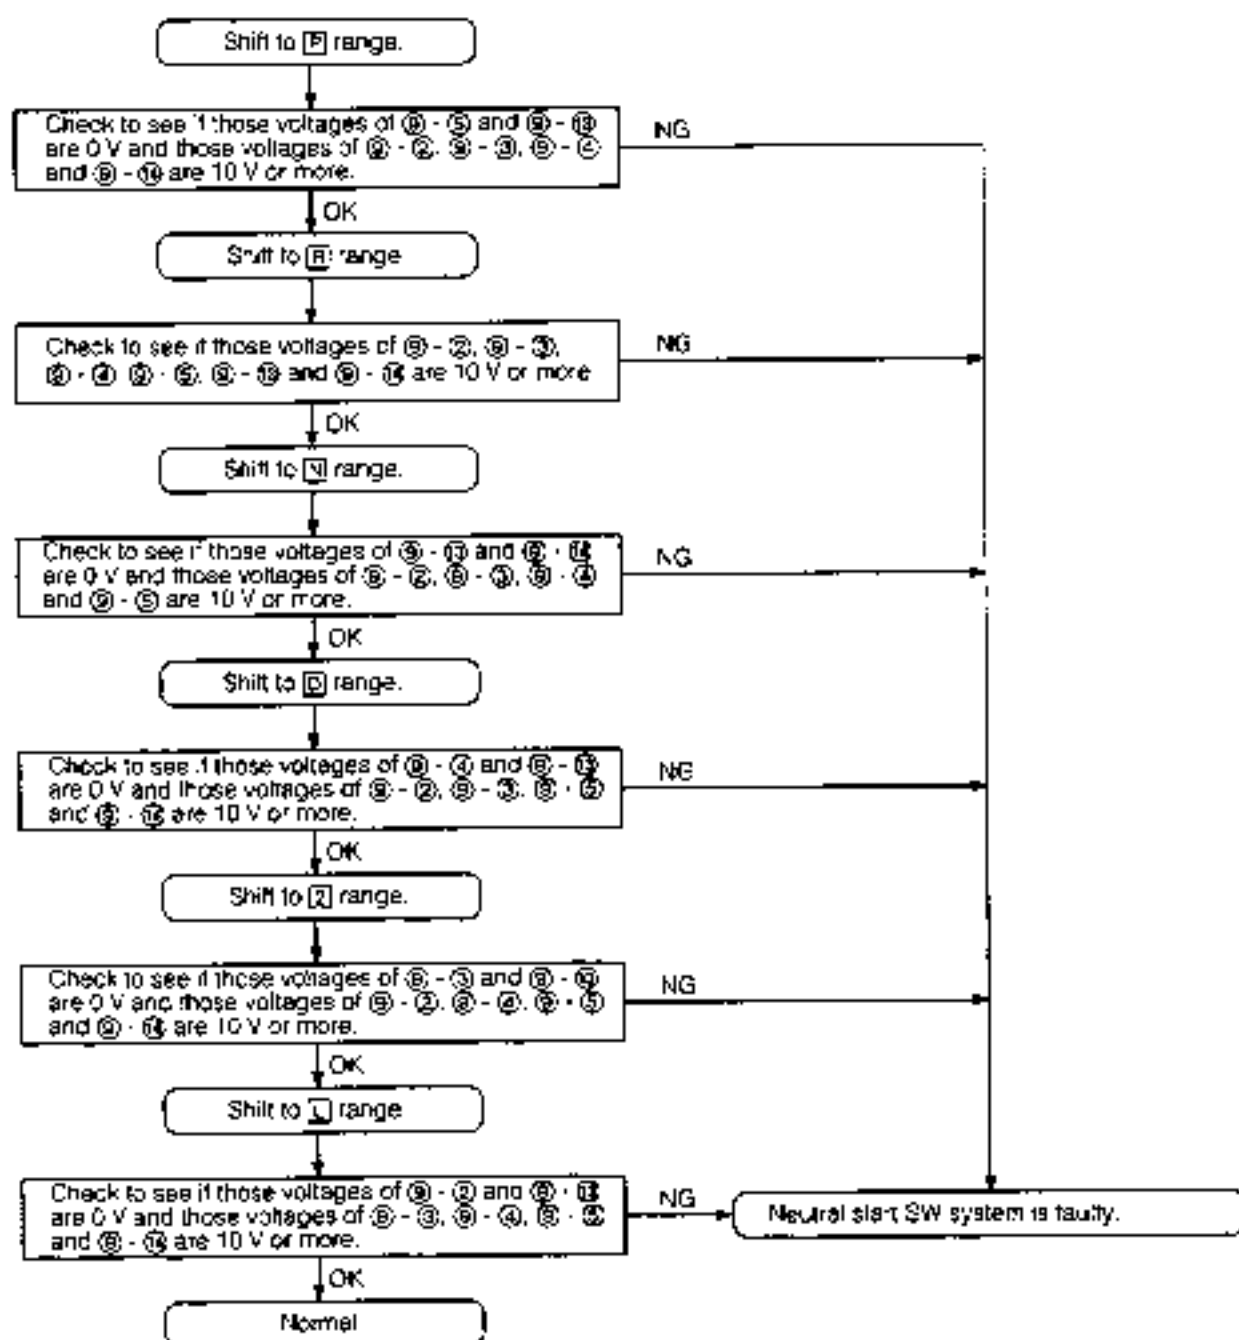 Shift to P range.
Check to see if those voltages of ⑨ - ⑤ and ⑨ - ⑬
are 0 V and those voltages of ⑨ - ②, ⑨ - ③, ⑨ - ④
and ⑨ - ⑭ are 10 V or more.
NG
OK
Shift to R range
Check to see if those voltages of ⑨ - ②, ⑨ - ③,
⑨ - ④ ⑨ - ⑤, ⑨ - ⑬ and ⑨ - ⑭ are 10 V or more
NG
OK
Shift to N range.
Check to see if those voltages of ⑨ - ⑬ and ⑨ - ⑭
are 0 V and those voltages of ⑨ - ②, ⑨ - ③, ⑨ - ④
and ⑨ - ⑤ are 10 V or more.
NG
OK
Shift to D range.
Check to see if those voltages of ⑨ - ④ and ⑨ - ⑬
are 0 V and those voltages of ⑨ - ②, ⑨ - ③, ⑨ - ⑤
and ⑨ - ⑭ are 10 V or more.
NG
OK
Shift to 2 range.
Check to see if those voltages of ⑨ - ③ and ⑨ - ⑬
are 0 V and those voltages of ⑨ - ②, ⑨ - ④, ⑨ - ⑤
and ⑨ - ⑭ are 10 V or more.
NG
OK
Shift to L range
Check to see if those voltages of ⑨ - ② and ⑨ - ⑬
are 0 V and those voltages of ⑨ - ③, ⑨ - ④, ⑨ - ⑤
and ⑨ - ⑭ are 10 V or more.
NG
Neutral start SW system is faulty.
OK
Normal